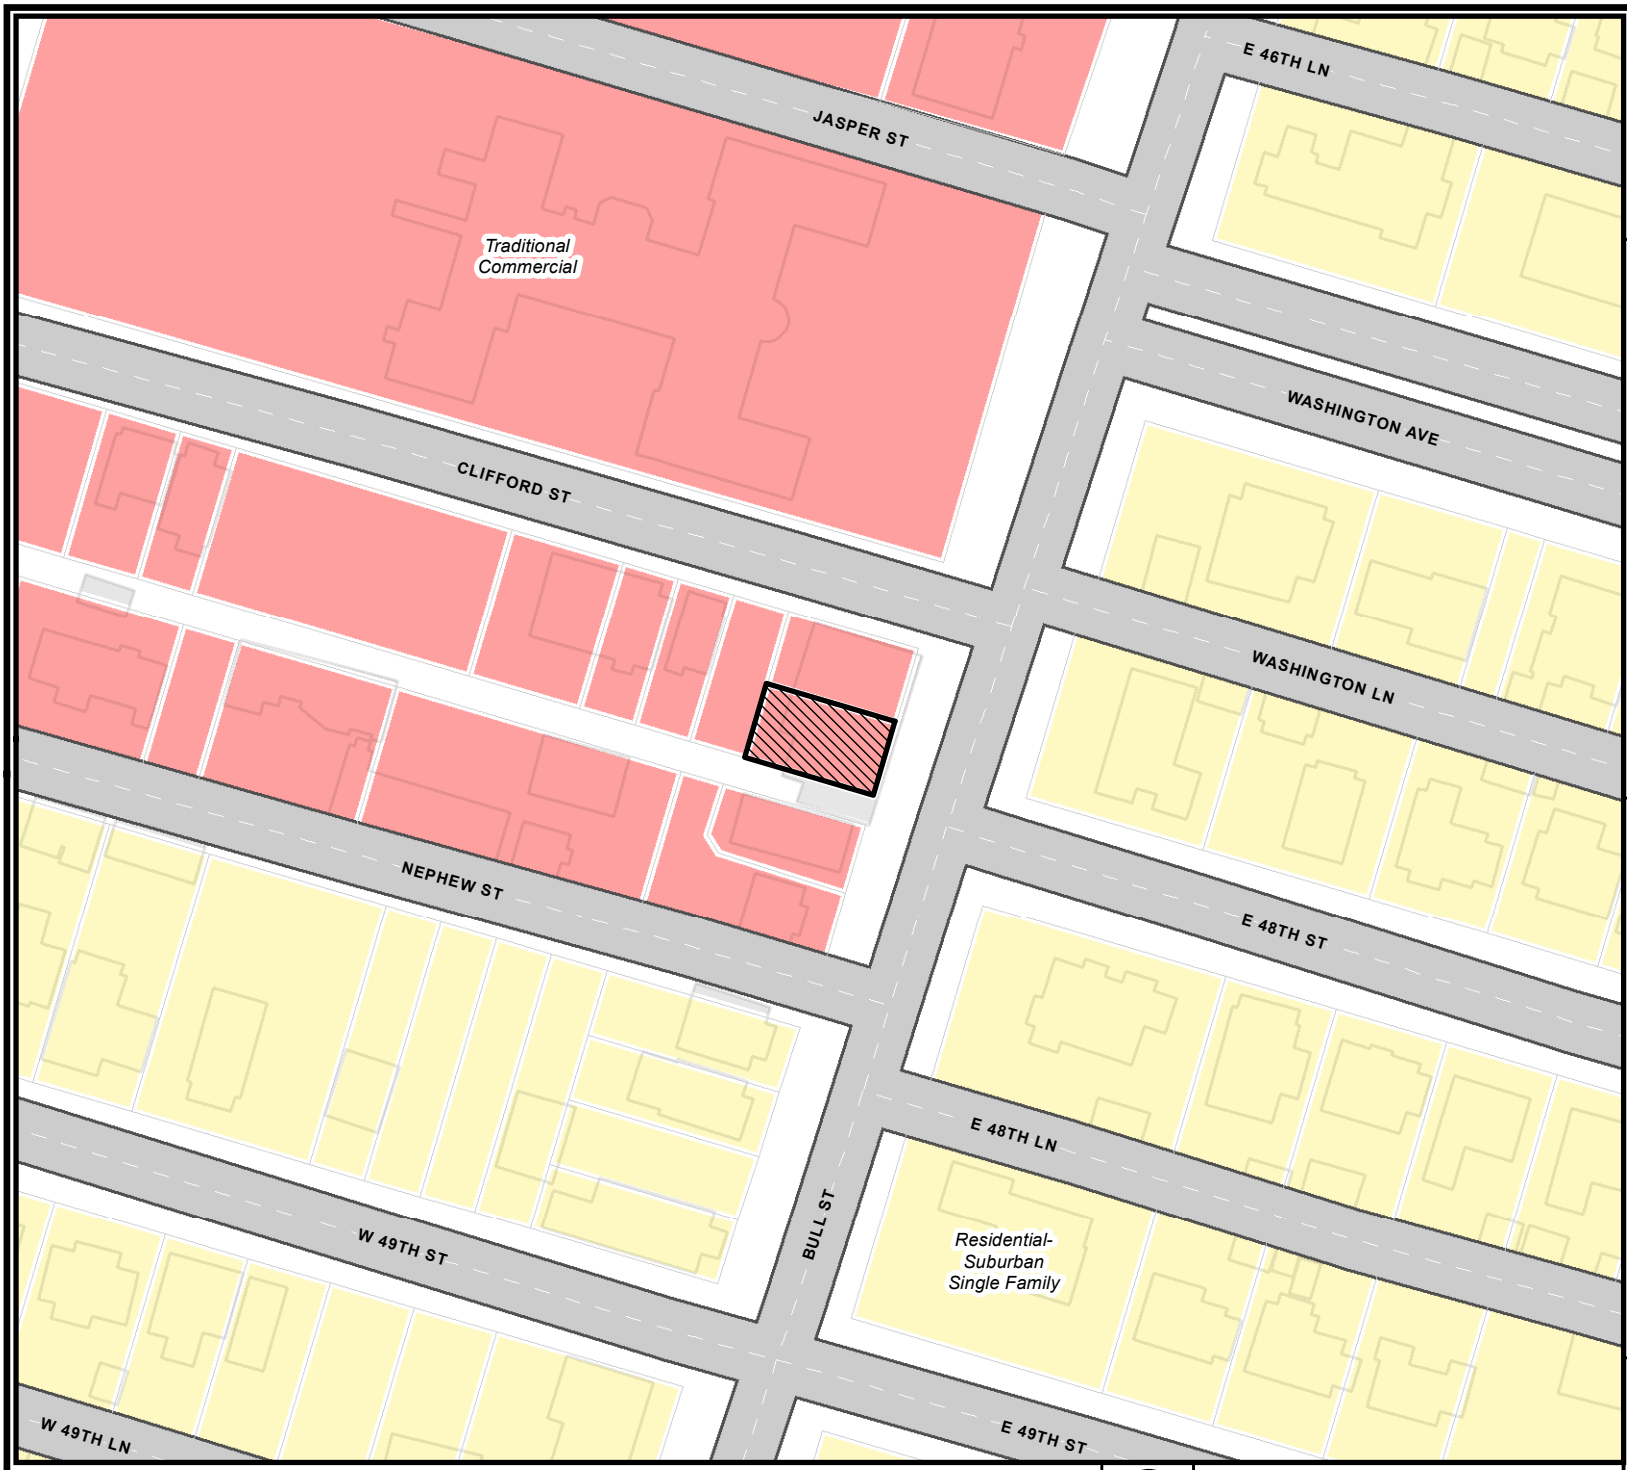 E 46TH LN
JASPER ST
Traditional
Commercial
WASHINGTON AVE
CLIFFORD ST
WASHINGTON LN
NEPHEW ST
E 48TH ST
E 48TH LN
BULL ST
W 49TH ST
Residential-
Suburban
Single Family
W 49TH LN
E 49TH ST